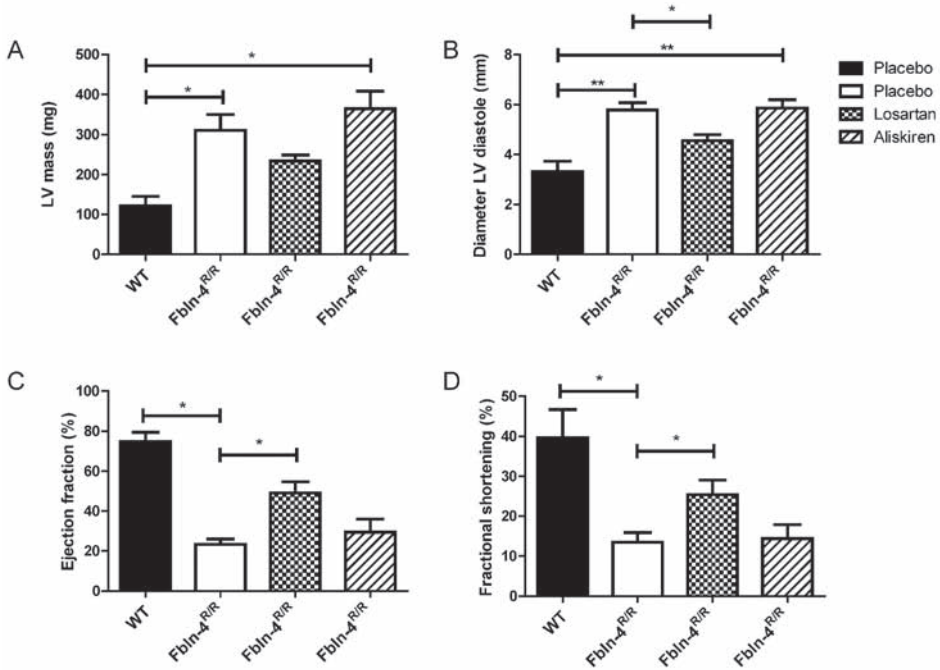 A
LV mass (mg)
500
400
300
200
100
0
*
*
WT
Fbln-4R/R
Fbln-4R/R
Fbln-4R/R
B
Diameter LV diastole (mm)
8
6
4
2
0
*
**
**
WT
Fbln-4R/R
Fbln-4R/R
Fbln-4R/R
Placebo
Placebo
Losartan
Aliskiren
C
Ejection fraction (%)
100
80
60
40
20
0
*
*
WT
Fbln-4R/R
Fbln-4R/R
Fbln-4R/R
D
Fractional shortening (%)
50
40
30
20
10
0
*
*
WT
Fbln-4R/R
Fbln-4R/R
Fbln-4R/R